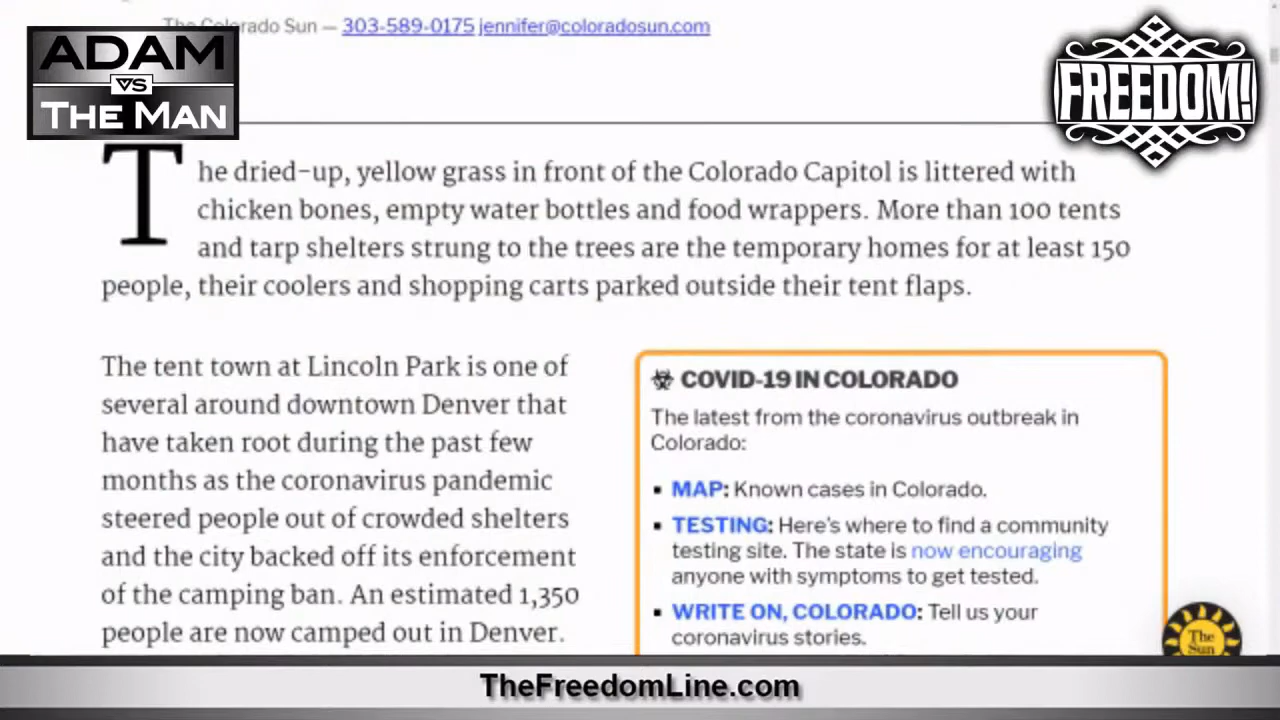 The Colorado Sun — 303-589-0175 jennifer@coloradosun.com
ADAM
VS
THE MAN
FREEDOM!
The dried-up, yellow grass in front of the Colorado Capitol is littered with
chicken bones, empty water bottles and food wrappers. More than 100 tents
and tarp shelters strung to the trees are the temporary homes for at least 150
people, their coolers and shopping carts parked outside their tent flaps.
The tent town at Lincoln Park is one of
several around downtown Denver that
have taken root during the past few
months as the coronavirus pandemic
steered people out of crowded shelters
and the city backed off its enforcement
of the camping ban. An estimated 1,350
people are now camped out in Denver.
COVID-19 IN COLORADO
The latest from the coronavirus outbreak in
Colorado:
MAP: Known cases in Colorado.
TESTING: Here's where to find a community
testing site. The state is now encouraging
anyone with symptoms to get tested.
WRITE ON, COLORADO: Tell us your
coronavirus stories.
The
Sun
TheFreedomLine.com